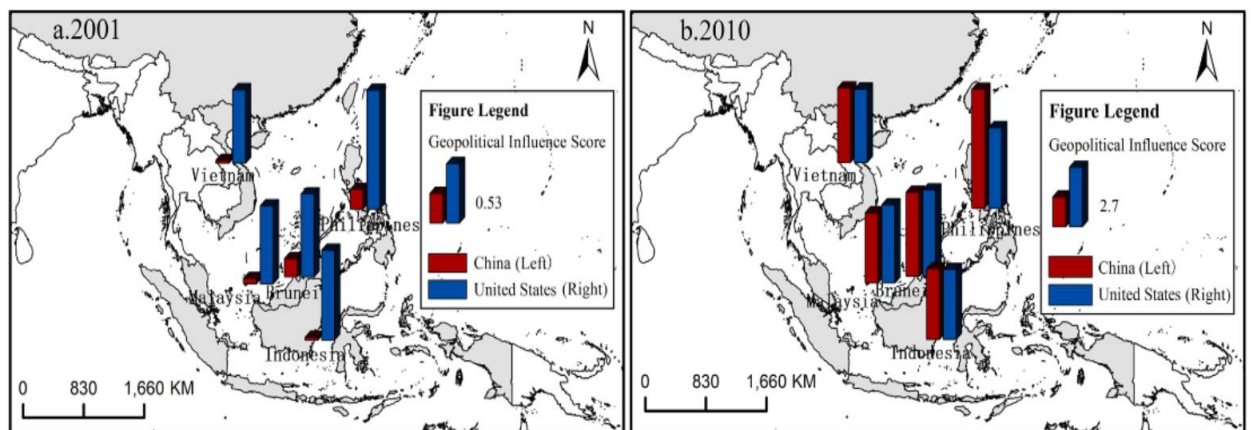 a.2001
N
Figure Legend
Geopolitical Influence Score
0.53
China (Left)
United States (Right)
Vietnam
Philippines
Malaysia
Brunei
Indonesia
0 830 1,660 KM
b.2010
N
Figure Legend
Geopolitical Influence Score
2.7
China (Left)
United States (Right)
Vietnam
Philippines
Malaysia
Brunei
Indonesia
0 830 1,660 KM